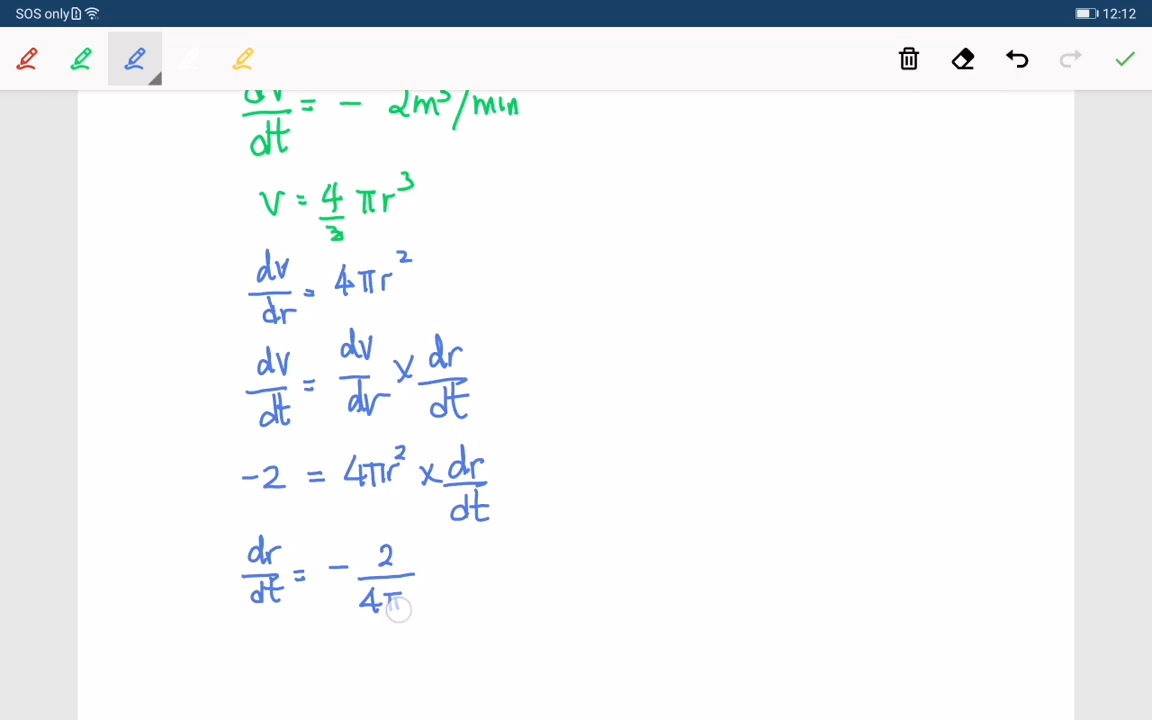 SOS only 12:12
dV/dt = - 2m³/min
V = 4/3 πr³
dv/dr = 4πr²
dV/dt = dV/dr × dr/dt
-2 = 4πr² × dr/dt
dr/dt = - 2/4π